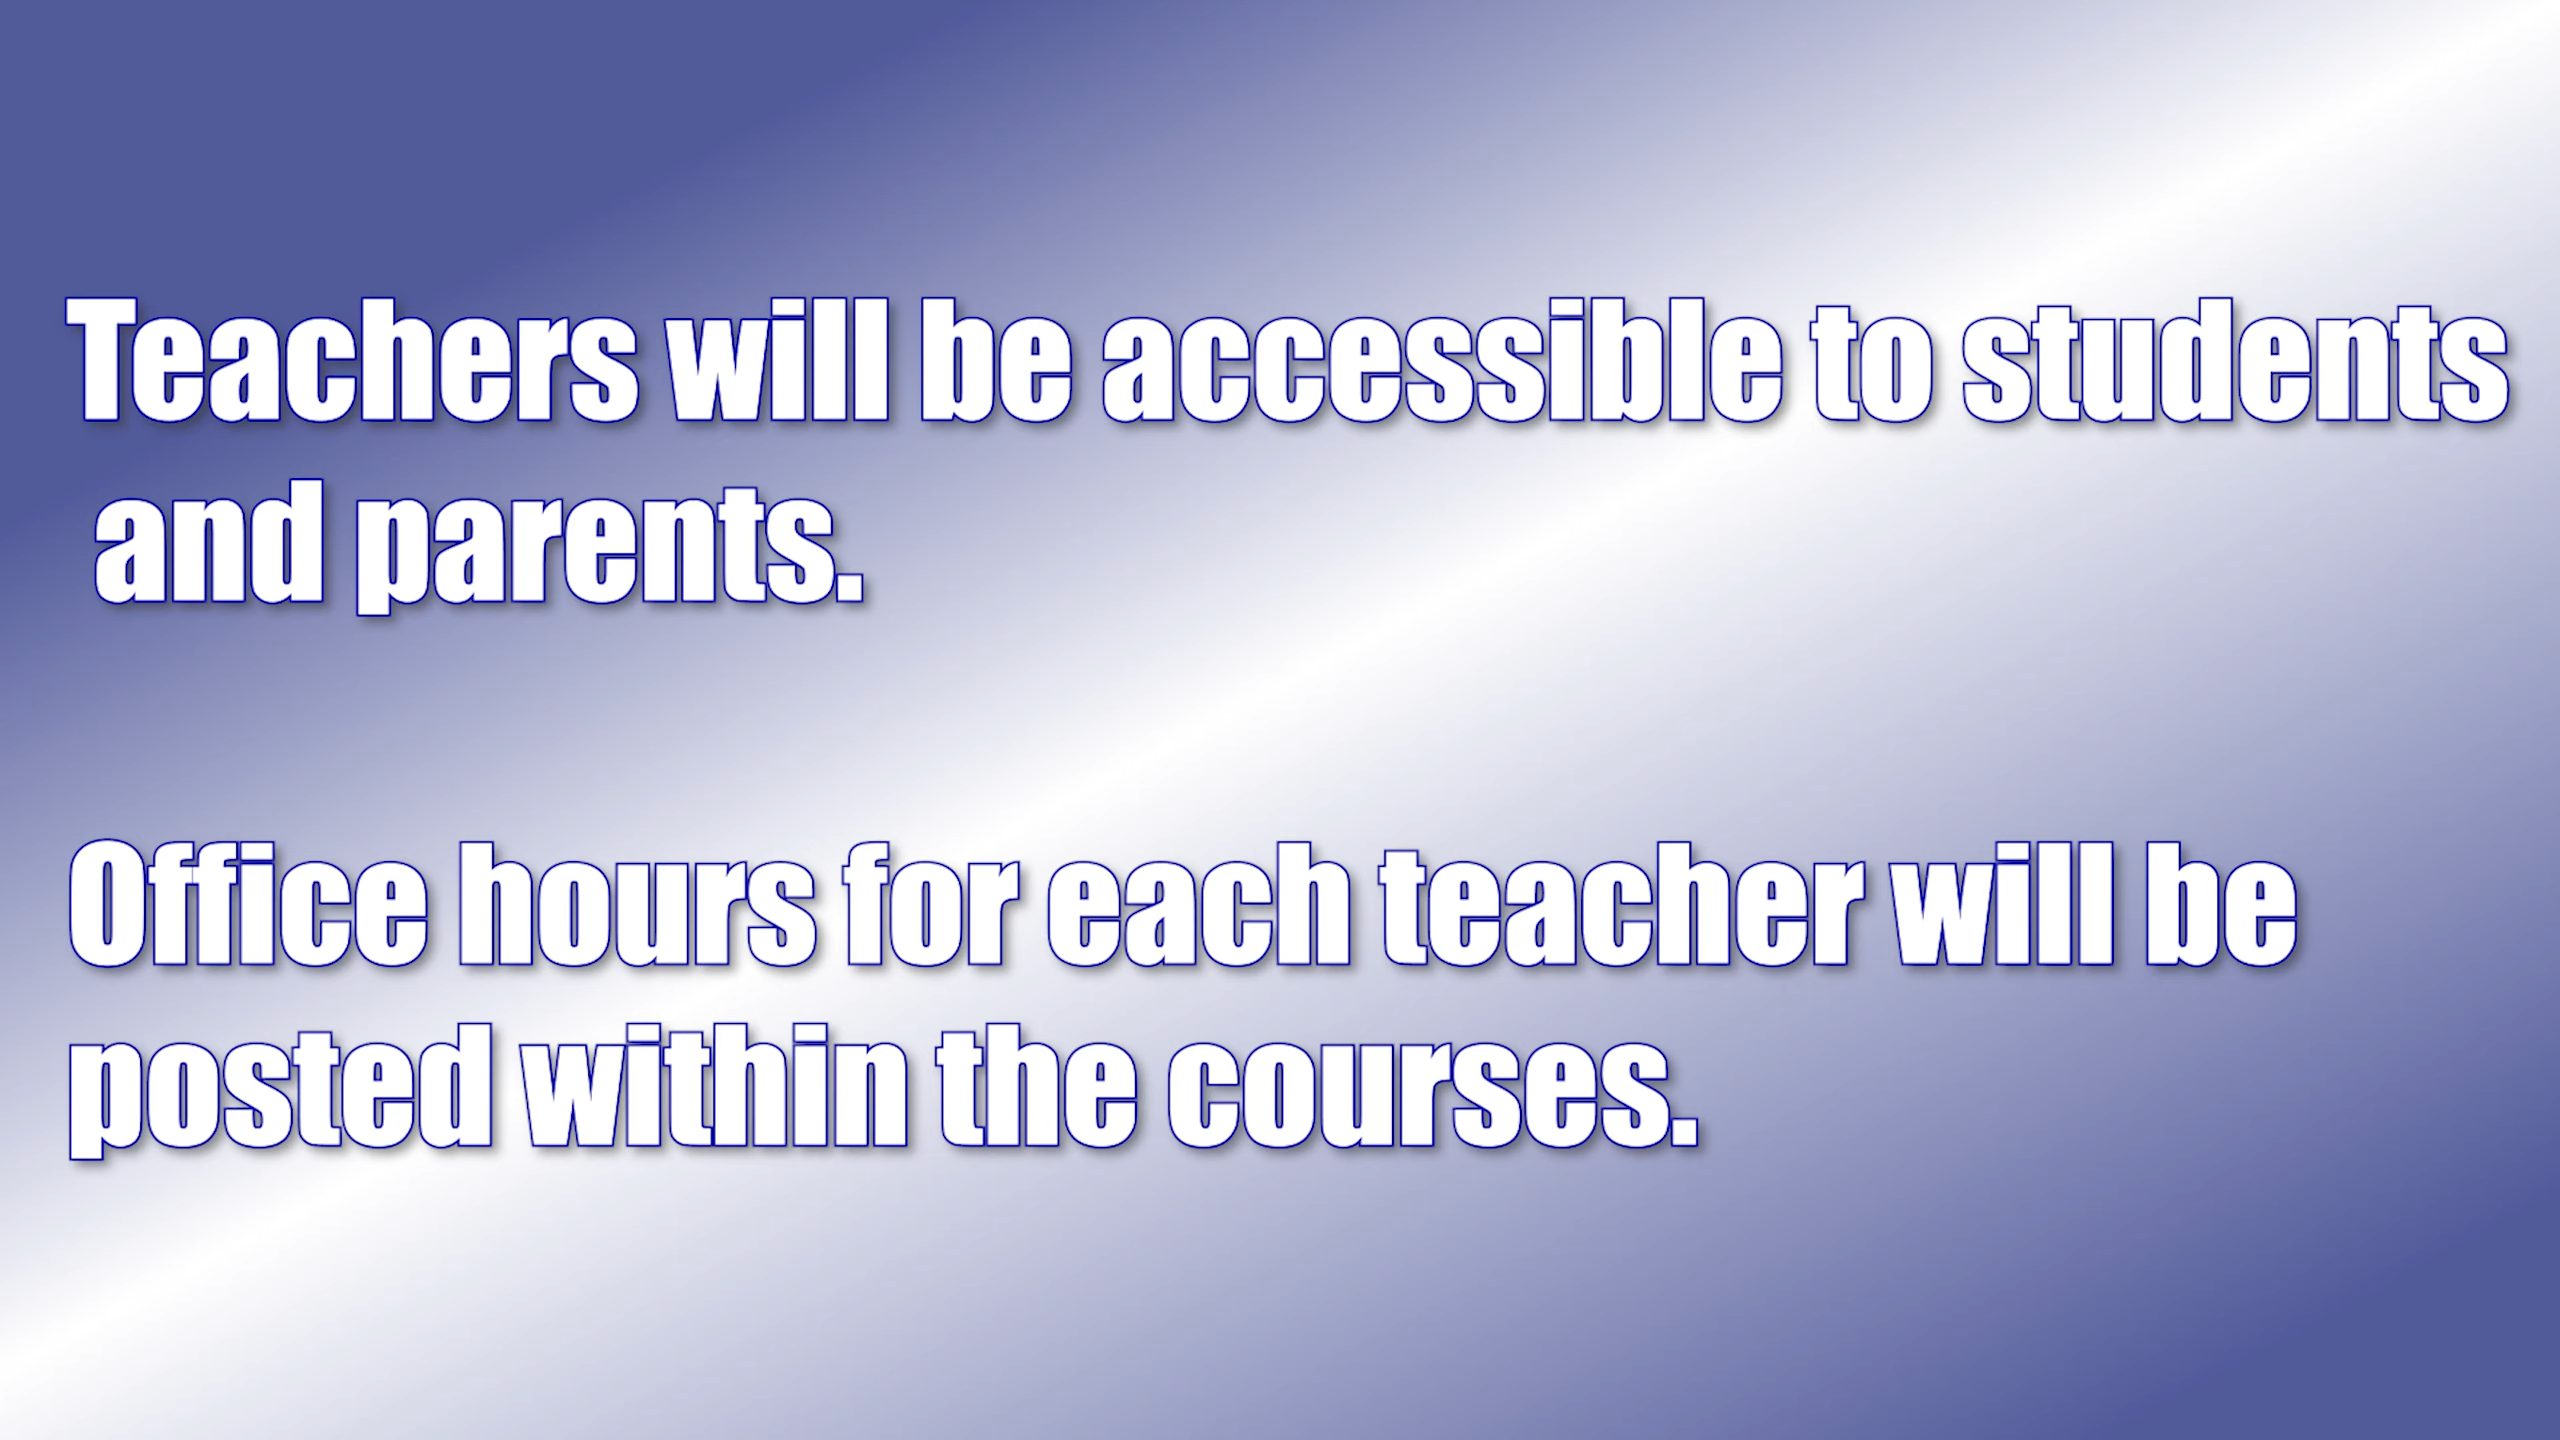 Teachers will be accessible to students
and parents.
Office hours for each teacher will be
posted within the courses.